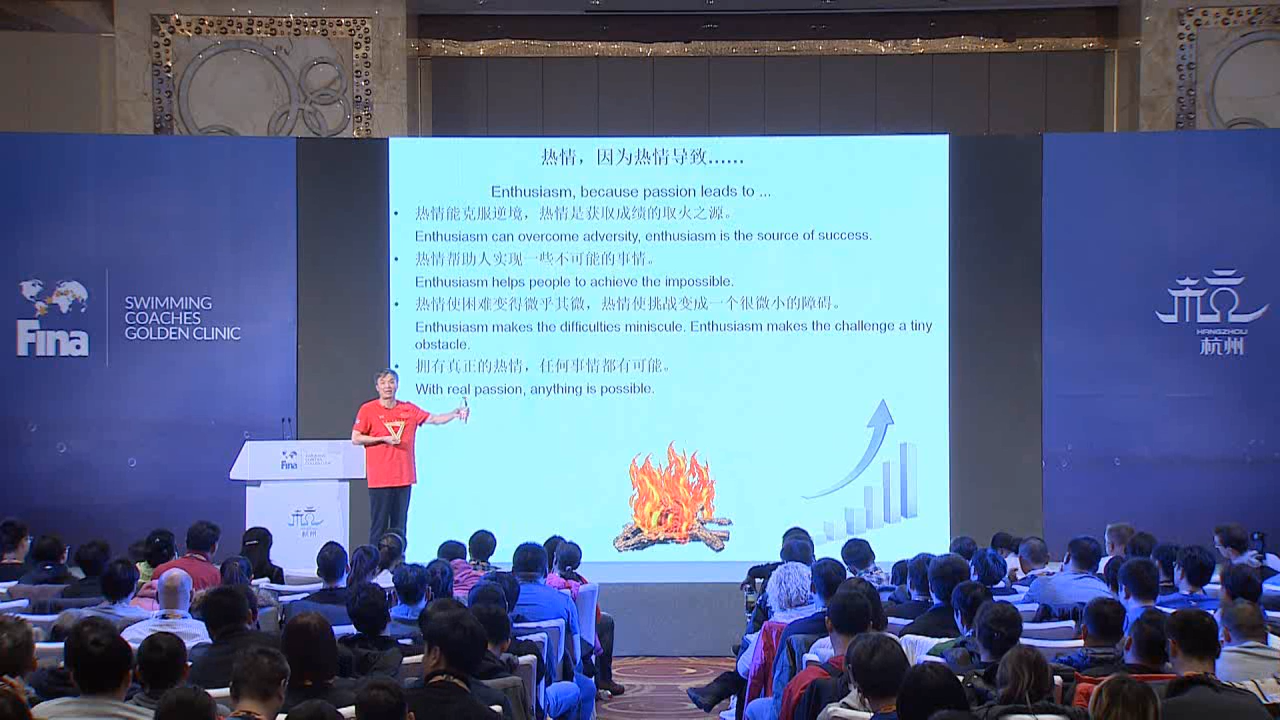 热情，因为热情导致……
Enthusiasm, because passion leads to ...
• 热情能克服逆境，热情是获取成绩的取火之源。
Enthusiasm can overcome adversity, enthusiasm is the source of success.
• 热情帮助人实现一些不可能的事情。
Enthusiasm helps people to achieve the impossible.
• 热情使困难变得微乎其微，热情使挑战变成一个很微小的障碍。
Enthusiasm makes the difficulties miniscule. Enthusiasm makes the challenge a tiny
obstacle.
• 拥有真正的热情，任何事情都有可能。
With real passion, anything is possible.
Fina
SWIMMING
COACHES
GOLDEN CLINIC
HANGZHOU
杭州
Fina
SWIMMING
COACHES
GOLDEN CLINIC
杭州